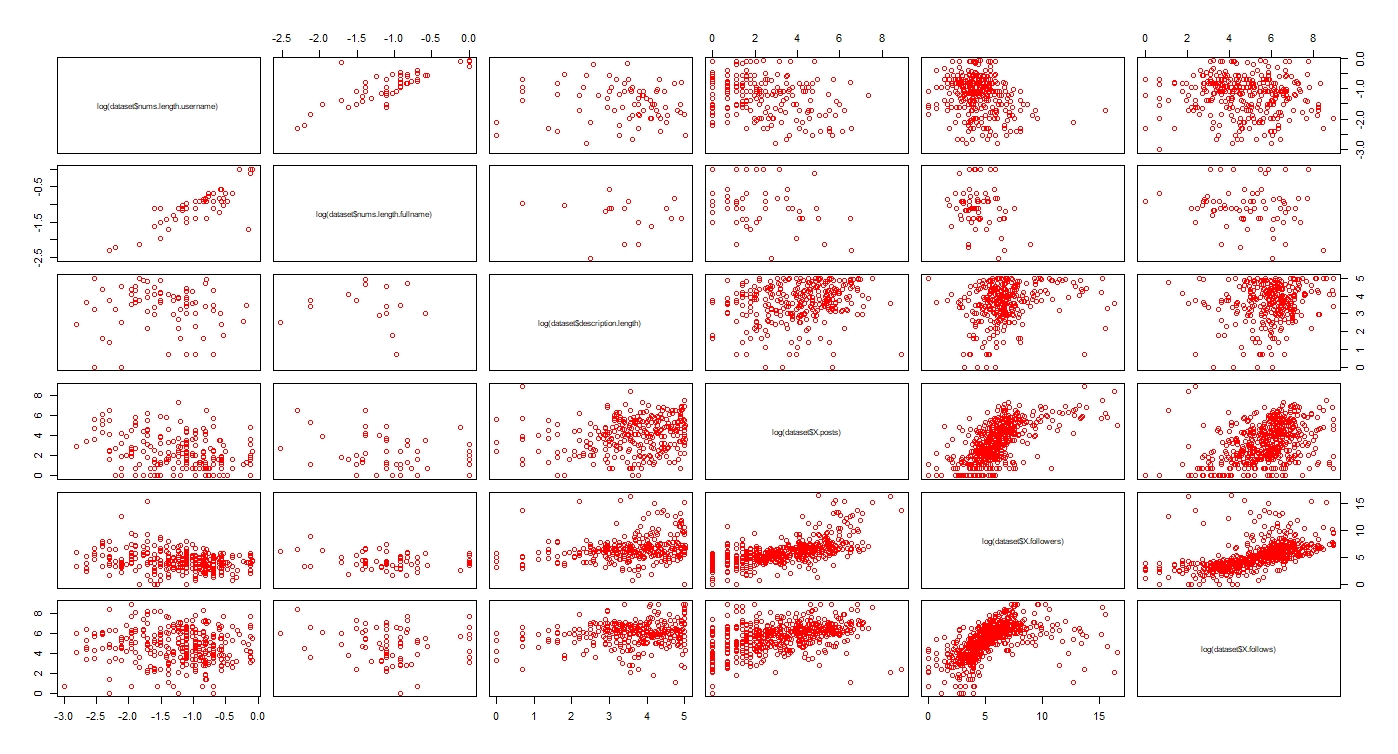 -2.5 -2.0 -1.5 -1.0 -0.5 0.0 0 2 4 6 8 0 2 4 6 8
log(dataset$nums.length.username)
-3.0 -2.0 -1.0 0.0
-2.5 -1.5 -0.5
log(dataset$nums.length.fullname)
log(dataset$description.length)
0 1 2 3 4 5
0 2 4 6 8
log(dataset$X.posts)
log(dataset$X.followers)
0 5 10 15
0 2 4 6 8
log(dataset$X.follows)
-3.0 -2.5 -2.0 -1.5 -1.0 -0.5 0.0 0 1 2 3 4 5 0 5 10 15